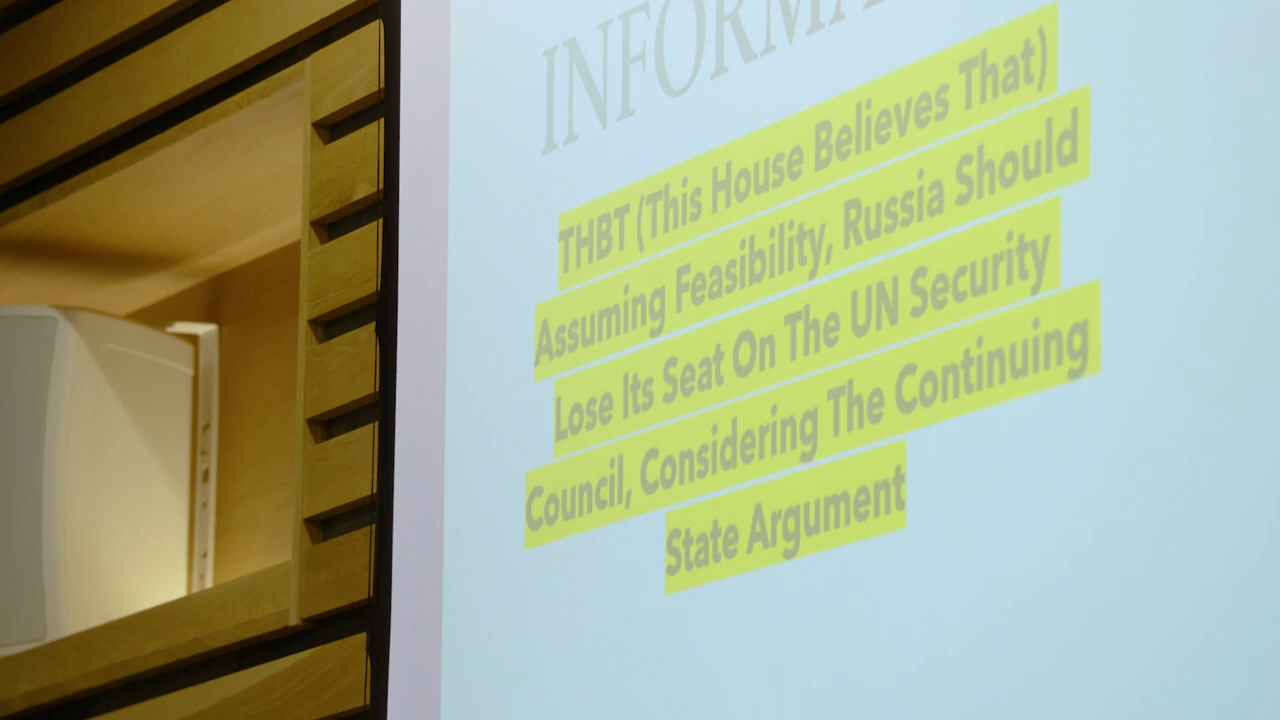 INFORMA
THBT (This House Believes That)
Assuming Feasibility, Russia Should
Lose Its Seat On The UN Security
Council, Considering The Continuing
State Argument